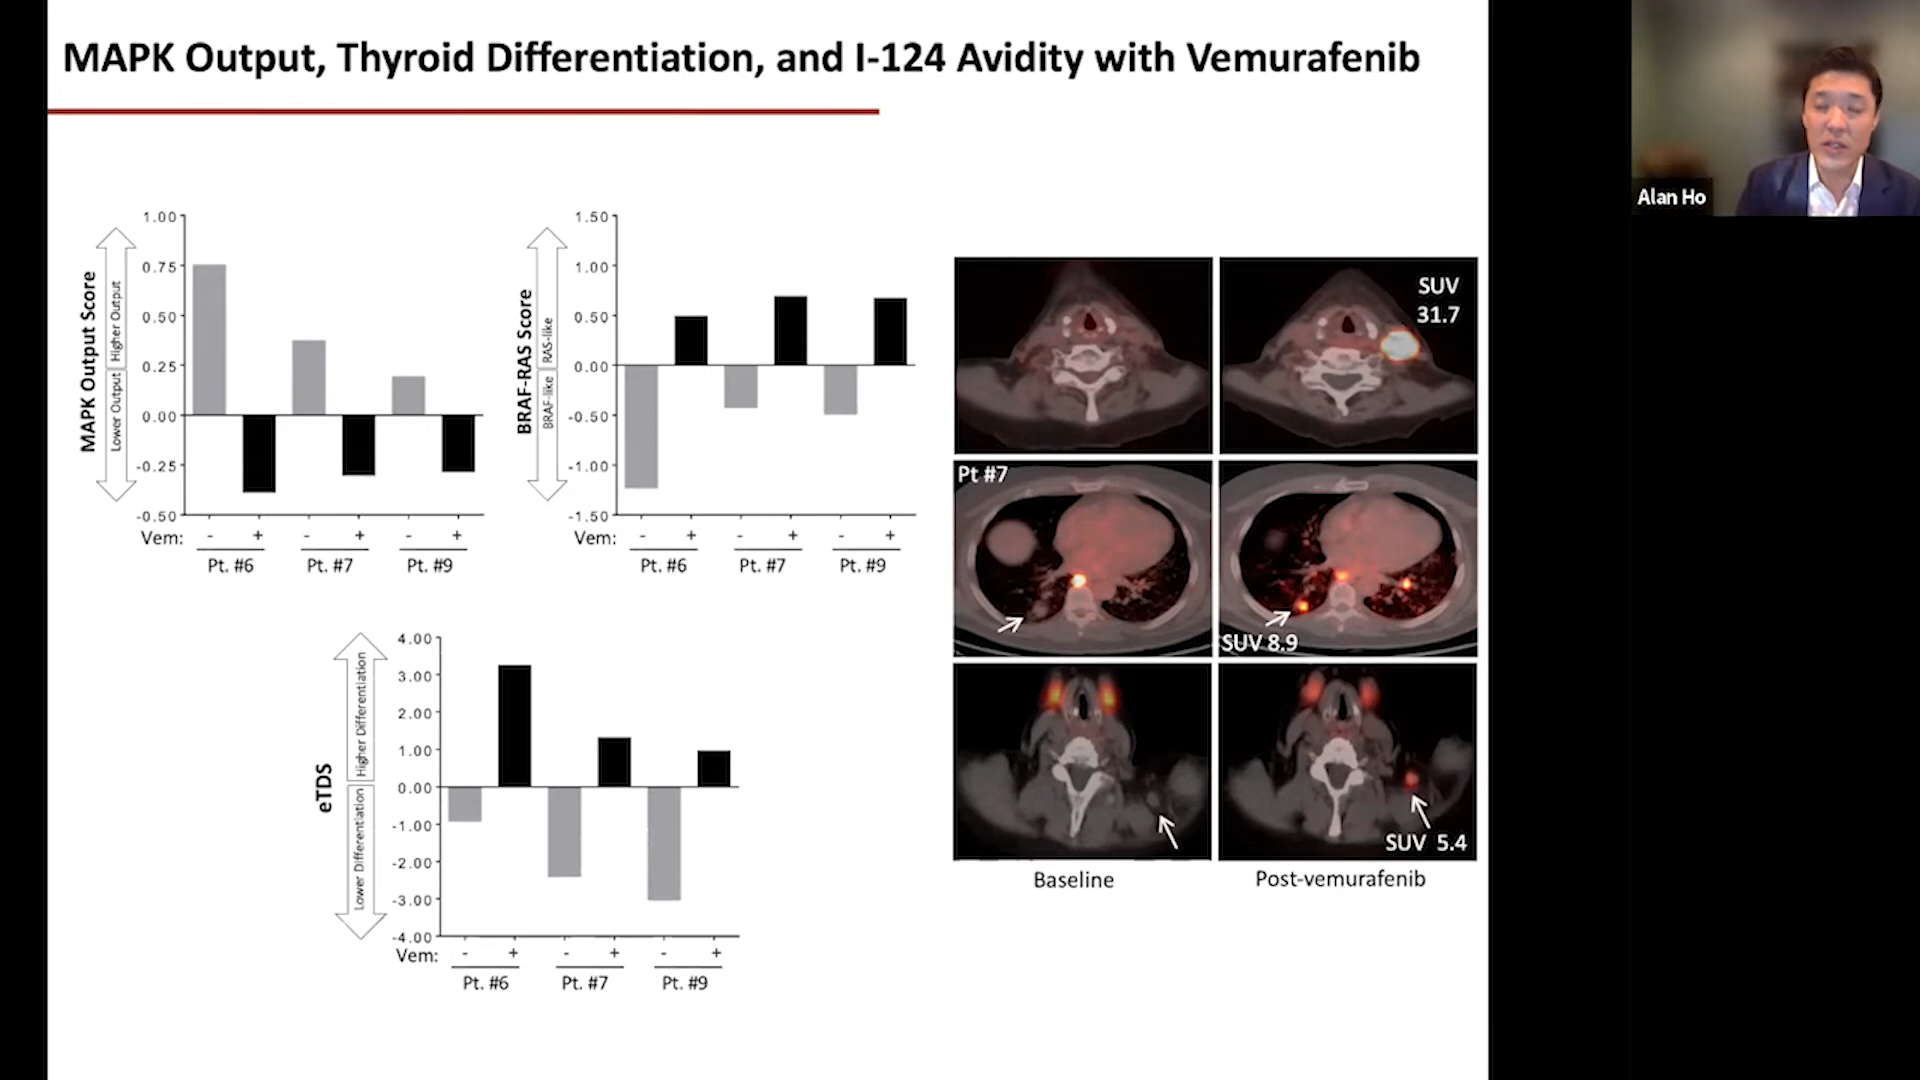 MAPK Output, Thyroid Differentiation, and I-124 Avidity with Vemurafenib
Alan Ho
MAPK Output Score
Lower Output
Higher Output
1.00
0.75
0.50
0.25
0.00
-0.25
-0.50
Vem: - + - + - +
Pt. #6 Pt. #7 Pt. #9
BRAF-RAS Score
BRAF-like
RAS-like
1.50
1.00
0.50
0.00
-0.50
-1.00
-1.50
Vem: - + - + - +
Pt. #6 Pt. #7 Pt. #9
eTDS
Lower Differentiation
Higher Differentiation
4.00
3.00
2.00
1.00
0.00
-1.00
-2.00
-3.00
-4.00
Vem: - + - + - +
Pt. #6 Pt. #7 Pt. #9
SUV
31.7
Pt #7
SUV 8.9
SUV 5.4
Baseline
Post-vemurafenib